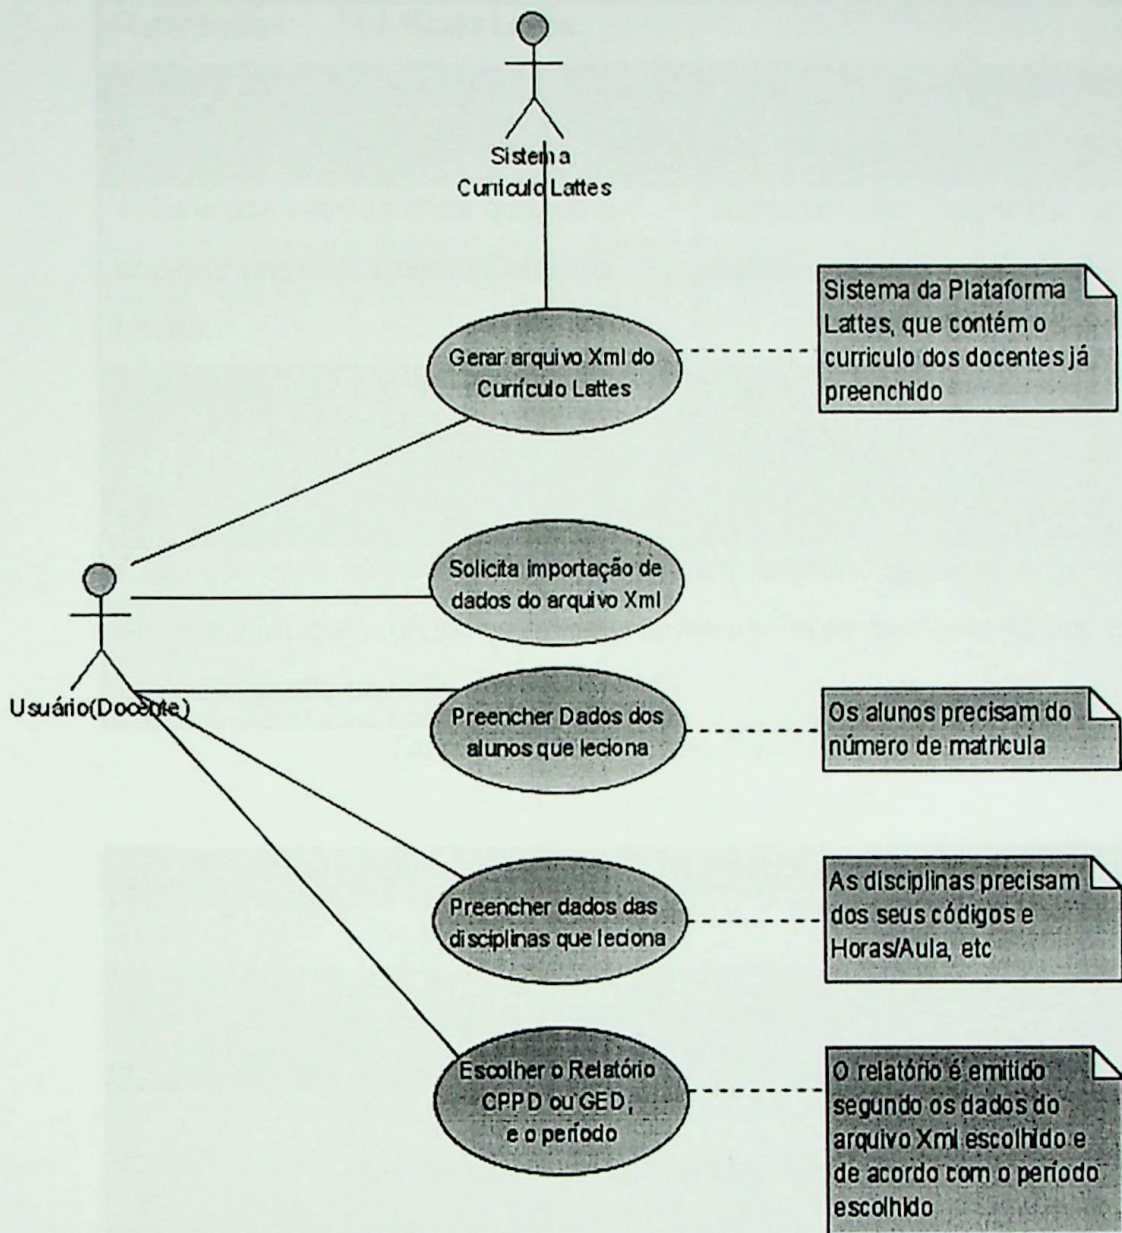 Sistema
Currículo Lattes
Gerar arquivo Xml do
Currículo Lattes
Sistema da Plataforma
Lattes, que contém o
curriculo dos docentes já
preenchido
Solicita importação de
dados do arquivo Xml
Usuário(Docente)
Preencher Dados dos
alunos que leciona
Os alunos precisam do
número de matricula
Preencher dados das
disciplinas que leciona
As disciplinas precisam
dos seus códigos e
Horas/Aula, etc
Escolher o Relatório
CPPD ou GED,
e o período
O relatório é emitido
segundo os dados do
arquivo Xml escolhido e
de acordo com o período
escolhido